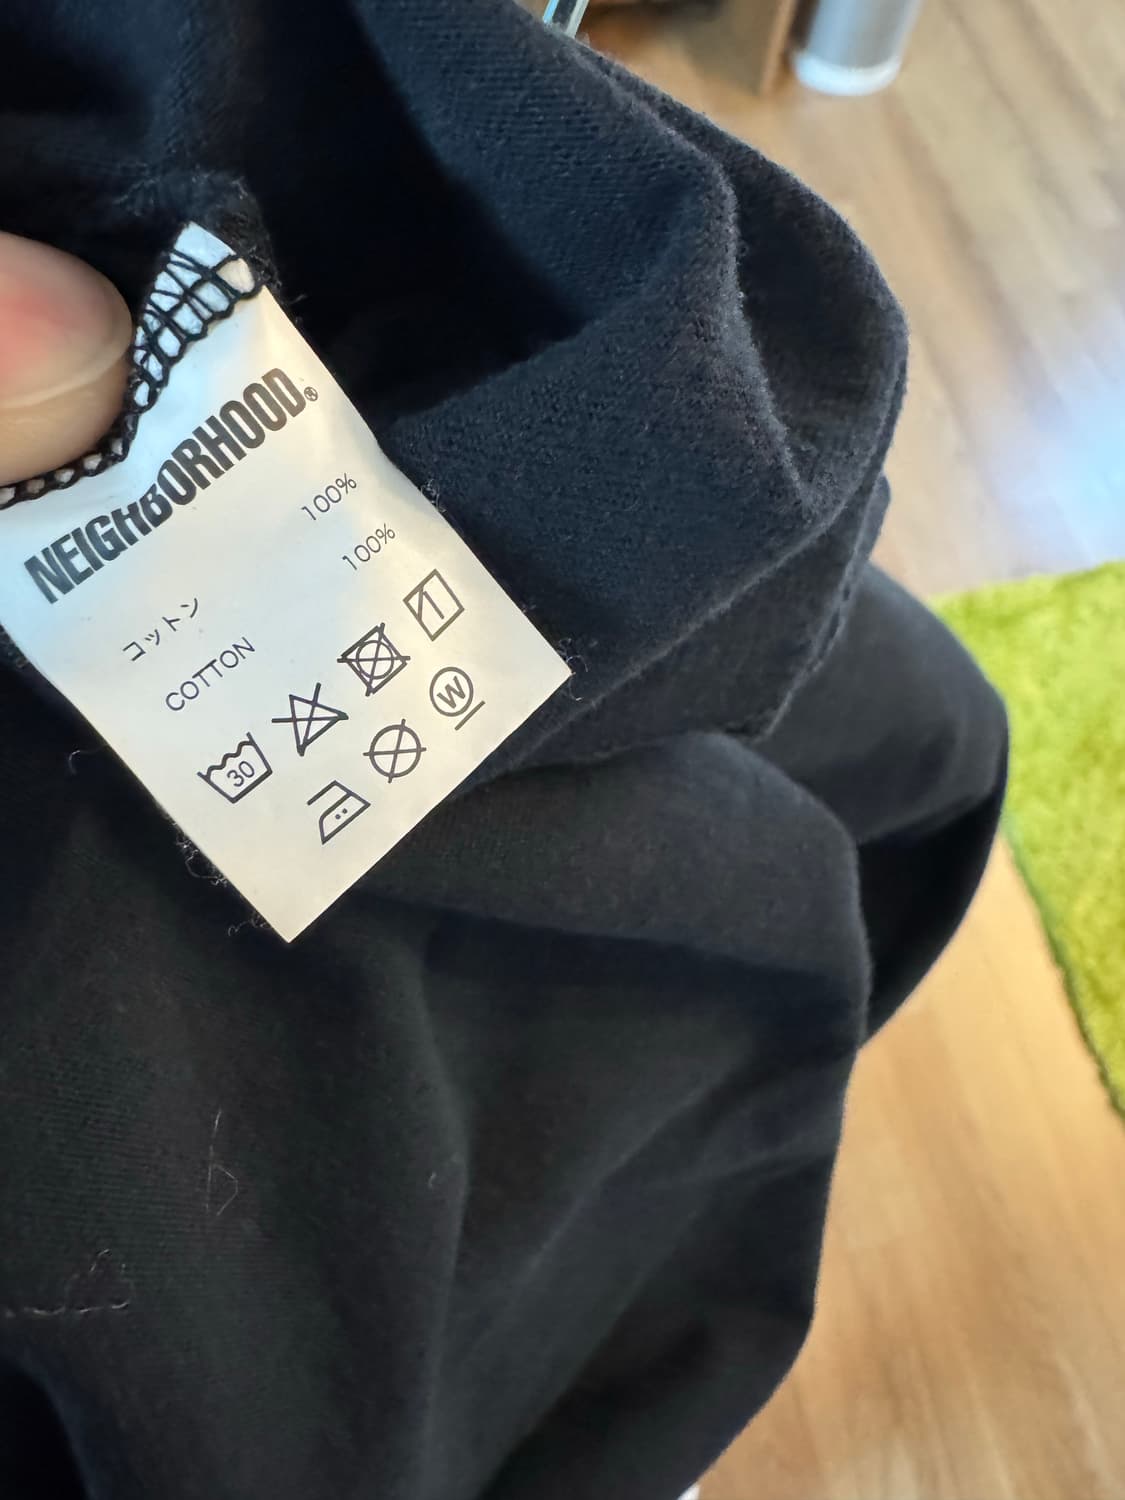 NEIGHBORHOOD®
コットン 100%
COTTON 100%
30
W